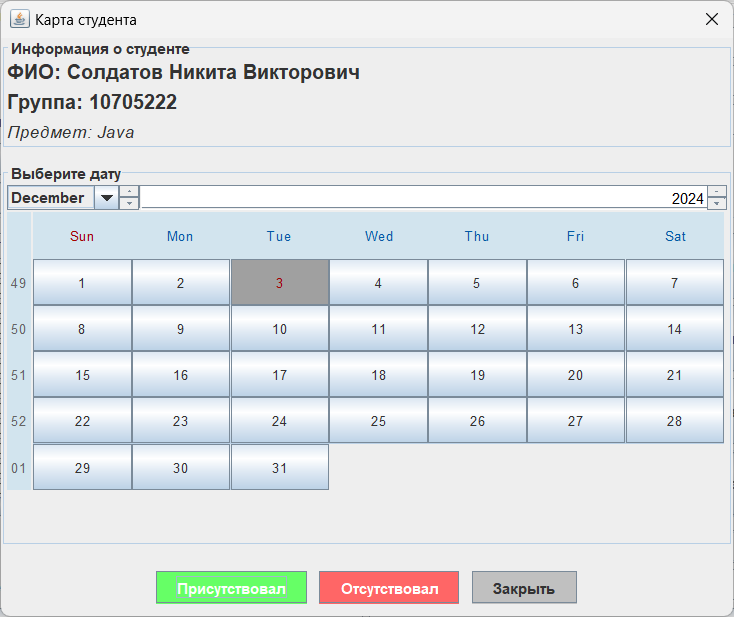 Карта студента
Информация о студенте
ФИО: Солдатов Никита Викторович
Группа: 10705222
Предмет: Java
Выберите дату
December 2024
Sun Mon Tue Wed Thu Fri Sat
49 1 2 3 4 5 6 7
50 8 9 10 11 12 13 14
51 15 16 17 18 19 20 21
52 22 23 24 25 26 27 28
01 29 30 31
Присутствовал Отсутствовал Закрыть